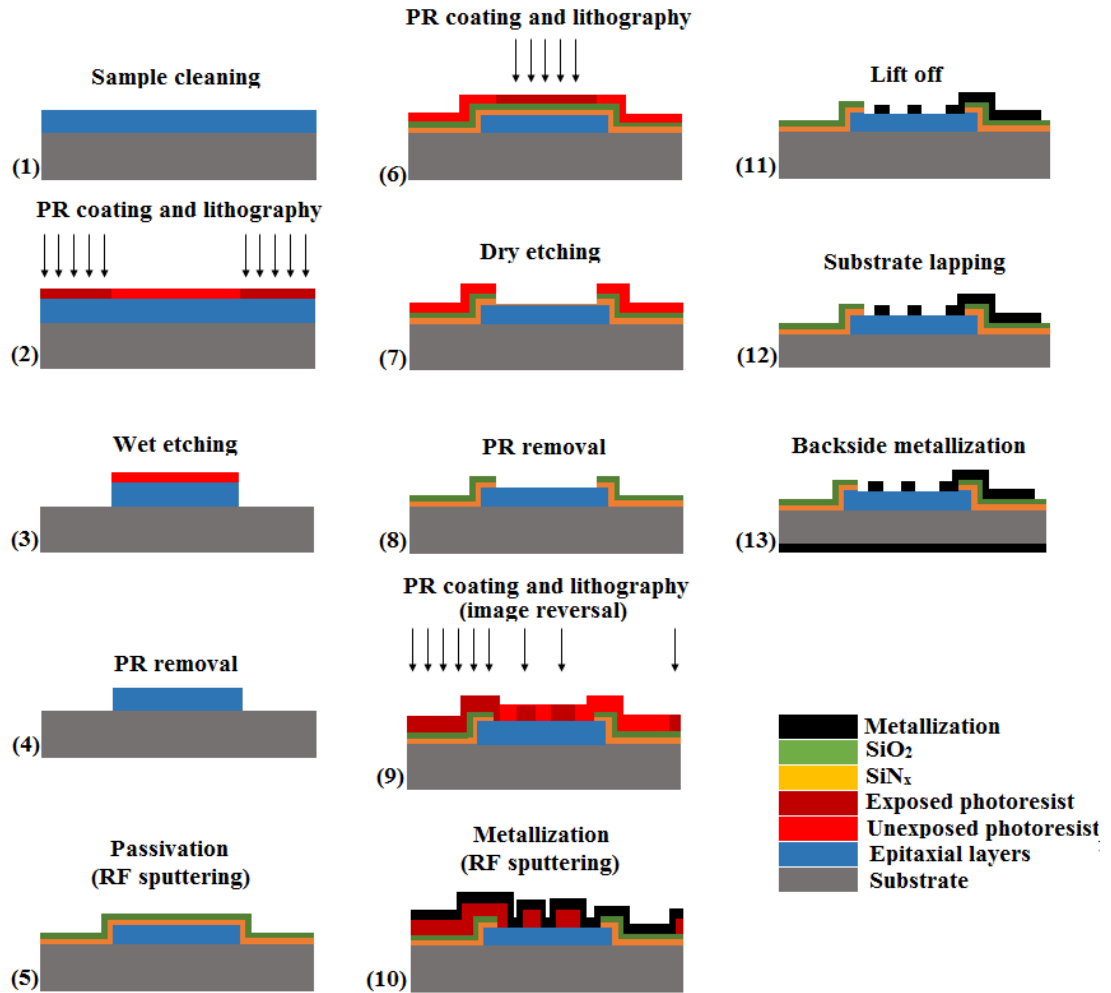 Sample cleaning
(1)
PR coating and lithography
(2)
Wet etching
(3)
PR removal
(4)
Passivation
(RF sputtering)
(5)
PR coating and lithography
(6)
Dry etching
(7)
PR removal
(8)
PR coating and lithography
(image reversal)
(9)
Metallization
(RF sputtering)
(10)
Lift off
(11)
Substrate lapping
(12)
Backside metallization
(13)
Metallization
SiO₂
SiNₓ
Exposed photoresist
Unexposed photoresist
Epitaxial layers
Substrate